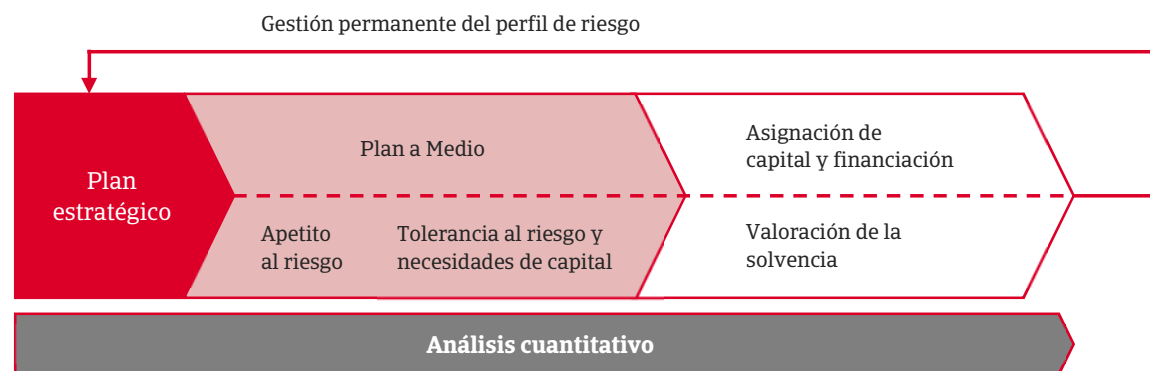 Gestión permanente del perfil de riesgo
Plan
estratégico
Plan a Medio
Apetito
al riesgo
Tolerancia al riesgo y
necesidades de capital
Asignación de
capital y financiación
Valoración de la
solvencia
Análisis cuantitativo